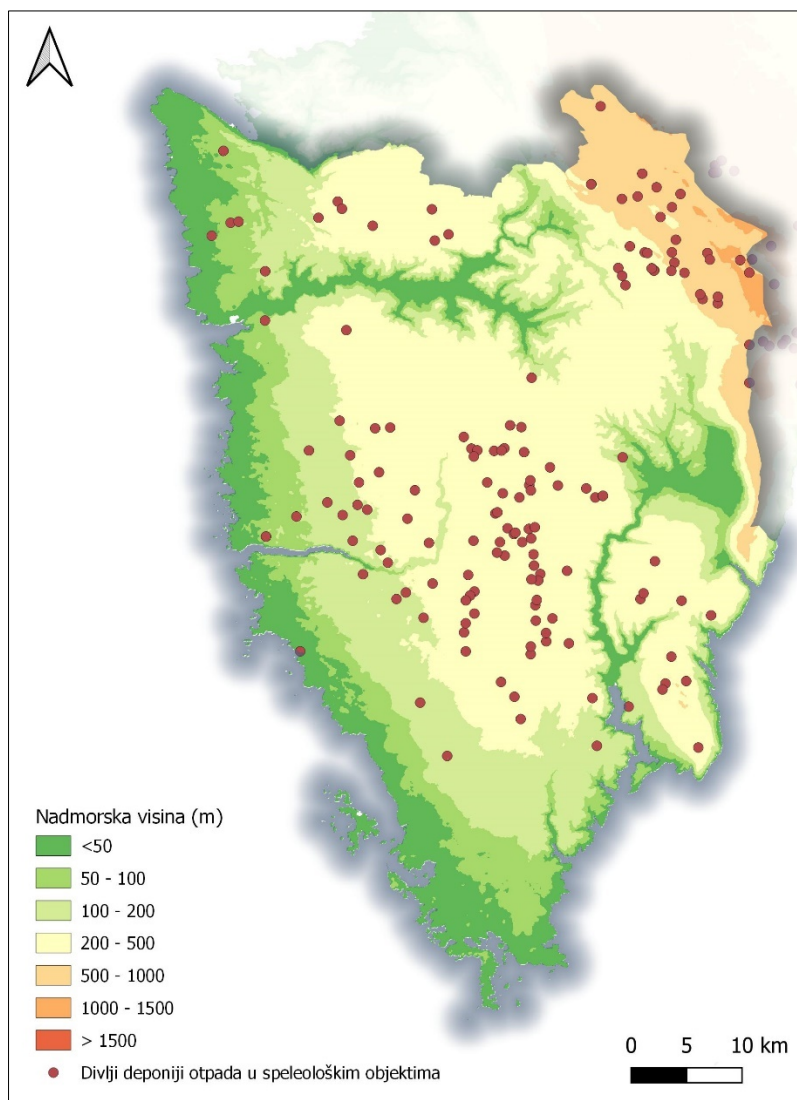 Nadmorska visina (m)
<50
50 - 100
100 - 200
200 - 500
500 - 1000
1000 - 1500
> 1500
Divlji deponiji otpada u speleološkim objektima
0 5 10 km